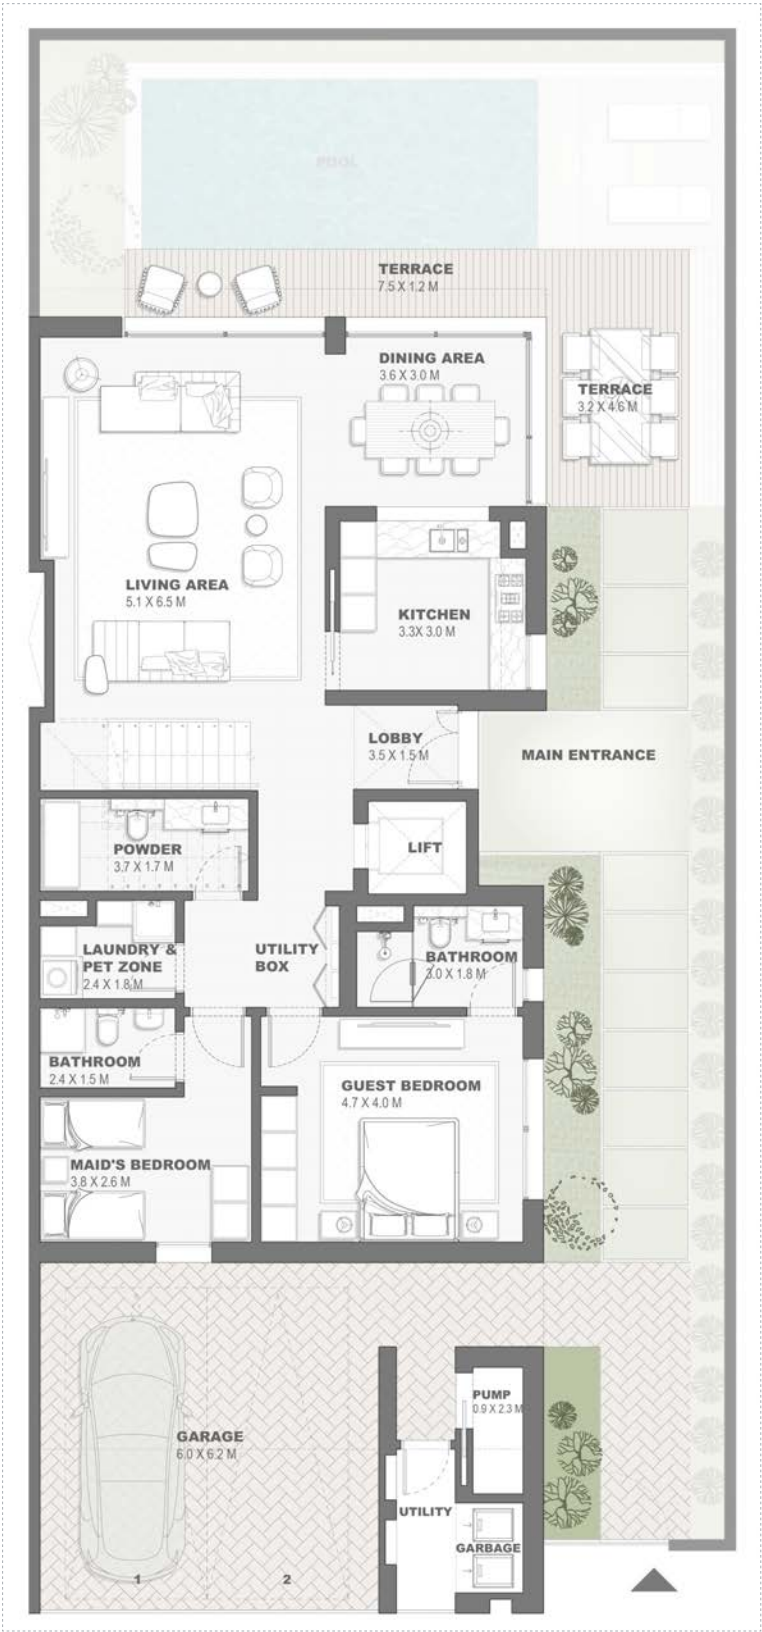 POOL
TERRACE
7.5 X 1.2 M
DINING AREA
3.6 X 3.0 M
TERRACE
3.2 X 4.6 M
LIVING AREA
5.1 X 6.5 M
KITCHEN
3.3X 3.0 M
LOBBY
3.5 X 1.5 M
MAIN ENTRANCE
POWDER
3.7 X 1.7 M
LIFT
LAUNDRY &
PET ZONE
2.4 X 1.8 M
UTILITY
BOX
BATHROOM
3.0 X 1.8 M
BATHROOM
2.4 X 1.5 M
GUEST BEDROOM
4.7 X 4.0 M
MAID'S BEDROOM
3.8 X 2.6 M
PUMP
0.9 X 2.3 M
GARAGE
6.0 X 6.2 M
UTILITY
GARBAGE
1
2